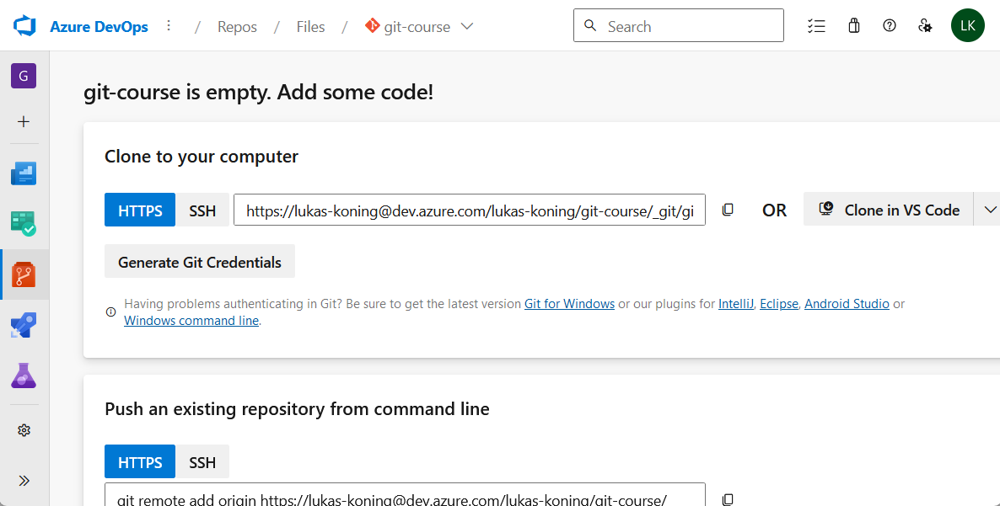 Azure DevOps / Repos / Files / git-course
Search
LK
G
git-course is empty. Add some code!
Clone to your computer
HTTPS SSH https://lukas-koning@dev.azure.com/lukas-koning/git-course/_git/gi OR Clone in VS Code
Generate Git Credentials
Having problems authenticating in Git? Be sure to get the latest version Git for Windows or our plugins for IntelliJ, Eclipse, Android Studio or
Windows command line.
Push an existing repository from command line
HTTPS SSH
git remote add origin https://lukas-koning@dev.azure.com/lukas-koning/git-course/